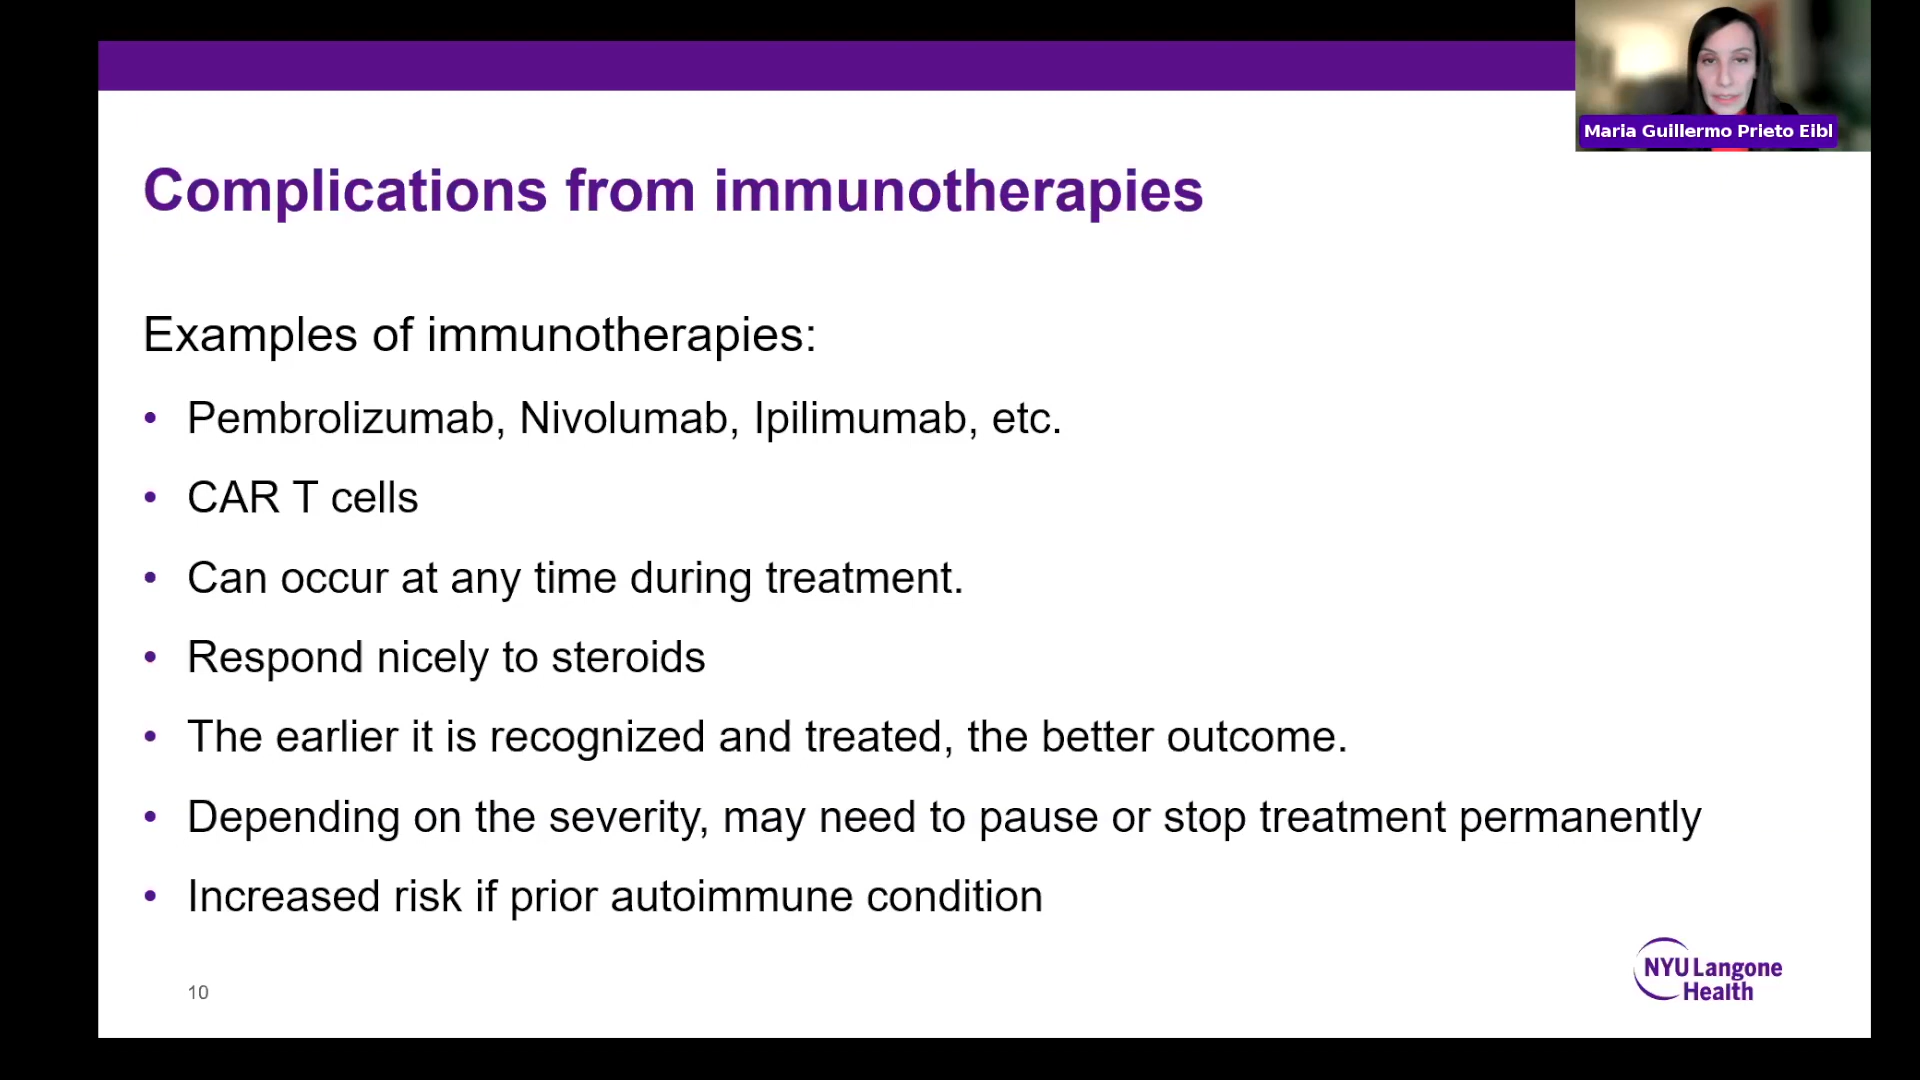 Maria Guillermo Prieto Eibl
Complications from immunotherapies
Examples of immunotherapies:
• Pembrolizumab, Nivolumab, Ipilimumab, etc.
• CAR T cells
• Can occur at any time during treatment.
• Respond nicely to steroids
• The earlier it is recognized and treated, the better outcome.
• Depending on the severity, may need to pause or stop treatment permanently
• Increased risk if prior autoimmune condition
10
NYU Langone
Health